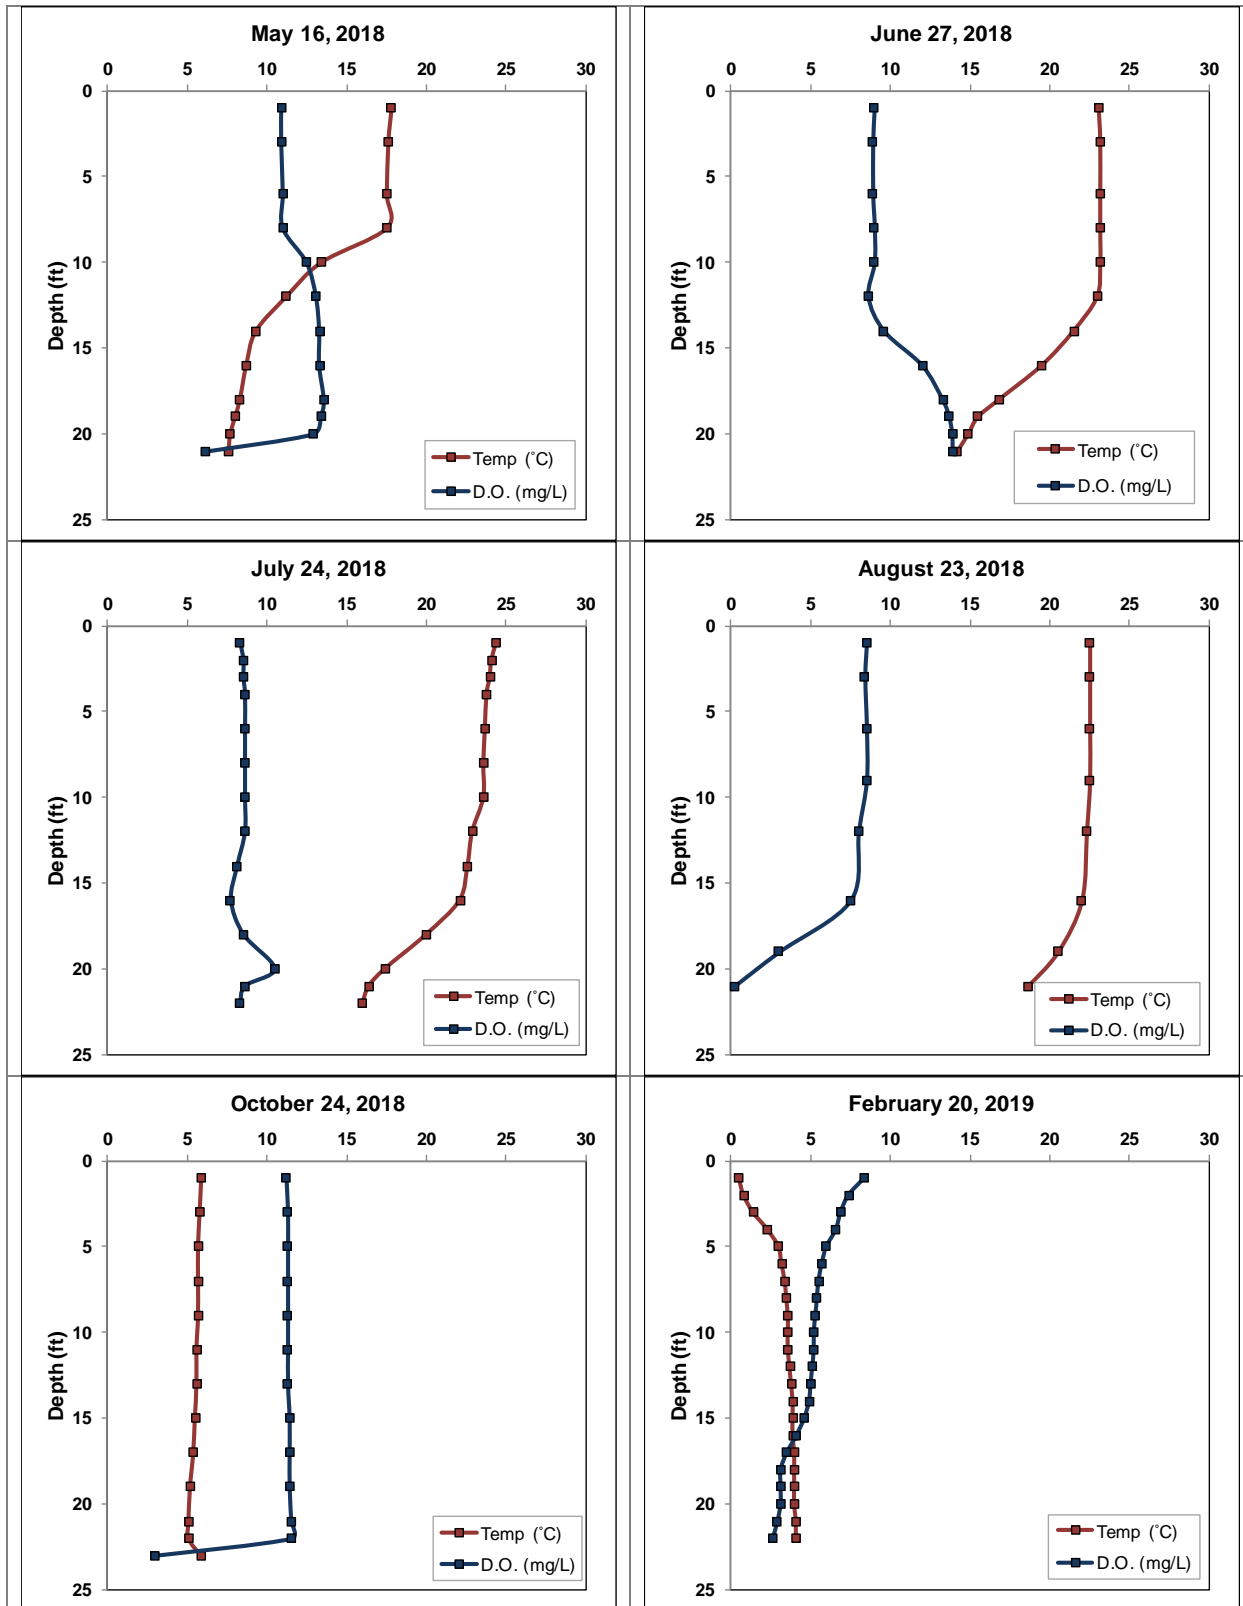 May 16, 2018
0 5 10 15 20 25 30
0
5
10
15
20
25
Depth (ft)
Temp (˚C)
D.O. (mg/L)
June 27, 2018
0 5 10 15 20 25 30
0
5
10
15
20
25
Depth (ft)
Temp (˚C)
D.O. (mg/L)
July 24, 2018
0 5 10 15 20 25 30
0
5
10
15
20
25
Depth (ft)
Temp (˚C)
D.O. (mg/L)
August 23, 2018
0 5 10 15 20 25 30
0
5
10
15
20
25
Depth (ft)
Temp (˚C)
D.O. (mg/L)
October 24, 2018
0 5 10 15 20 25 30
0
5
10
15
20
25
Depth (ft)
Temp (˚C)
D.O. (mg/L)
February 20, 2019
0 5 10 15 20 25 30
0
5
10
15
20
25
Depth (ft)
Temp (˚C)
D.O. (mg/L)